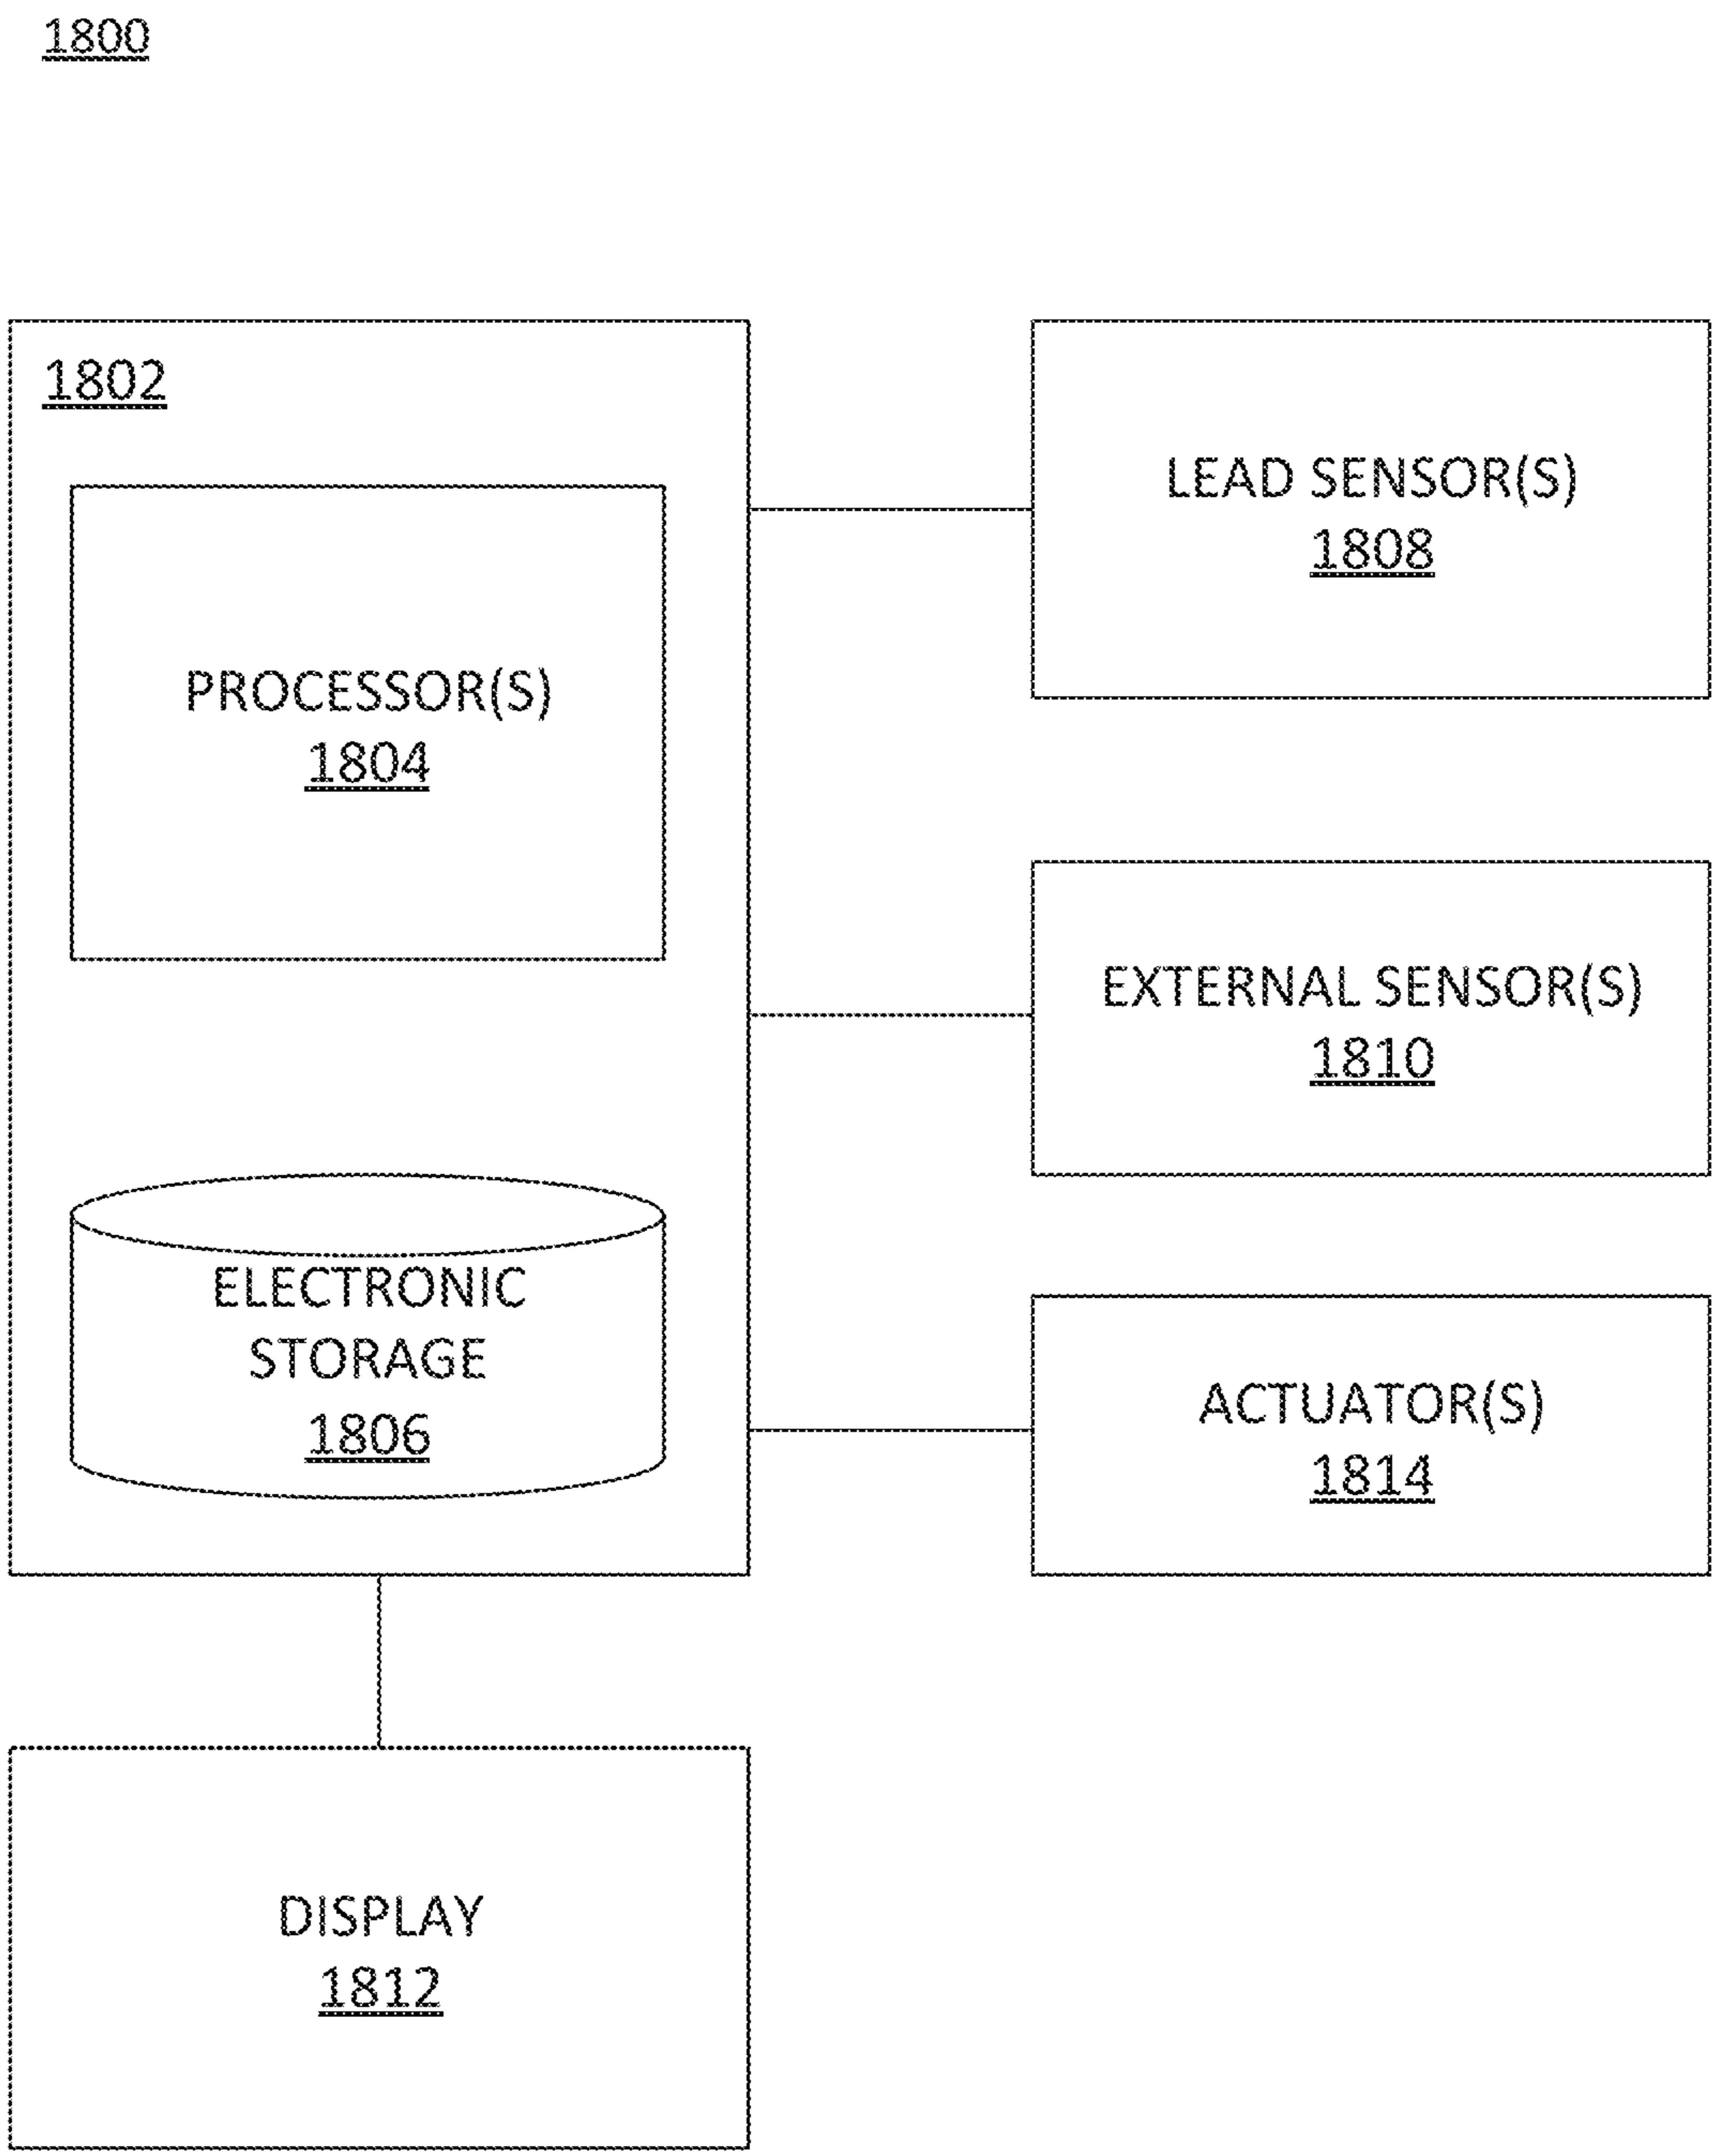 1800
1802
PROCESSOR(S)
1804
ELECTRONIC
STORAGE
1806
LEAD SENSOR(S)
1808
EXTERNAL SENSOR(S)
1810
ACTUATOR(S)
1814
DISPLAY
1812